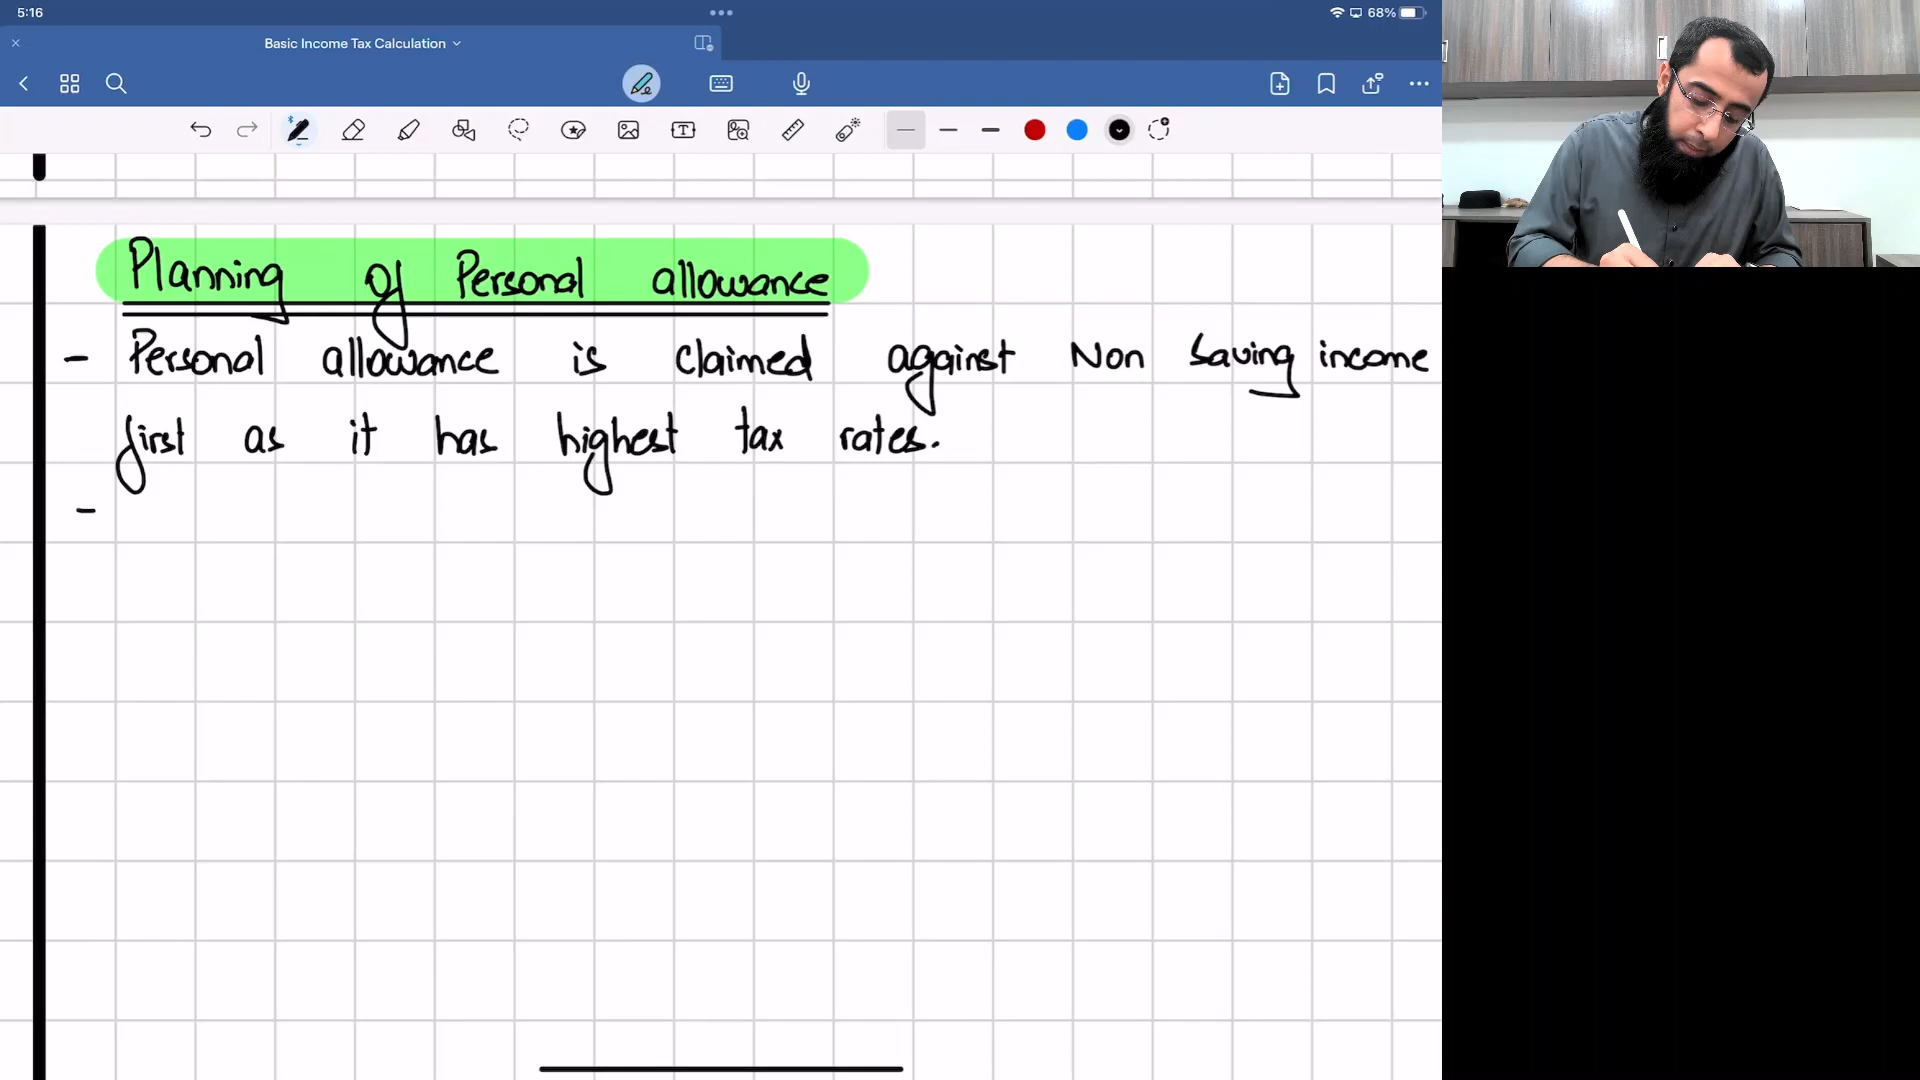 5:16
68%
Basic Income Tax Calculation
Planning of Personal allowance
- Personal allowance is claimed against Non Saving income
first as it has highest tax rates.
-